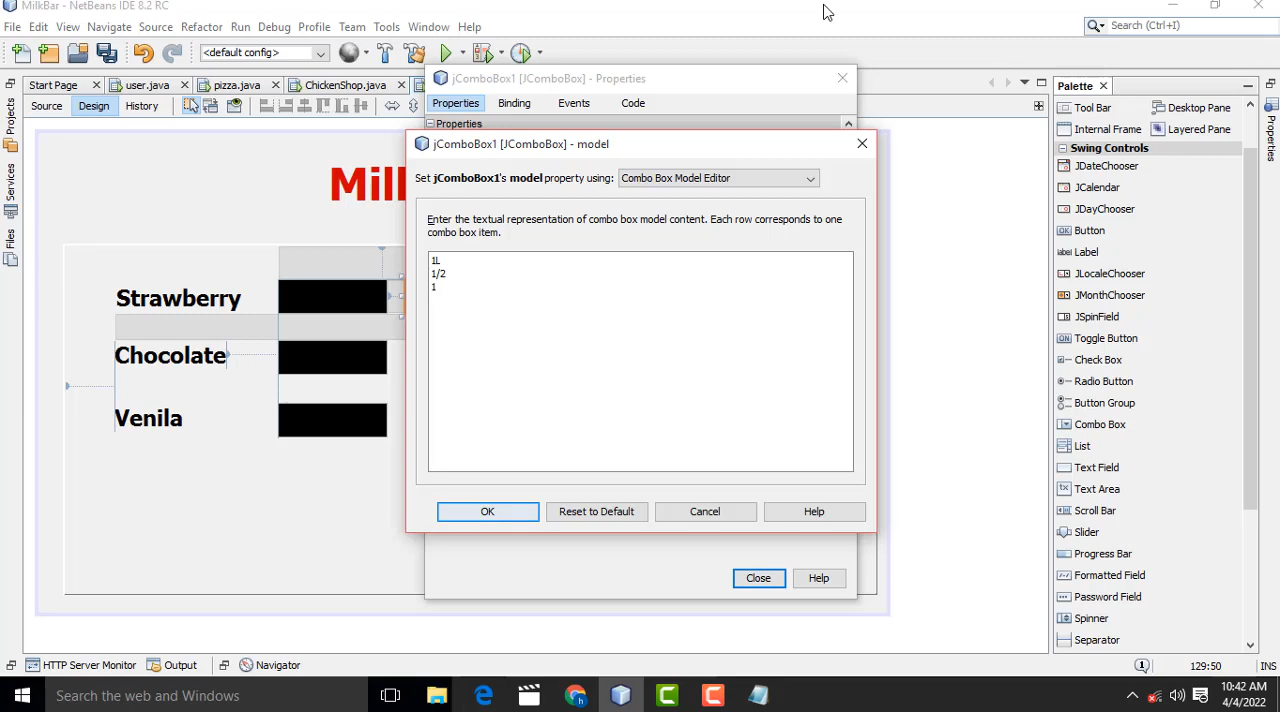 MilkBar - NetBeans IDE 8.2 RC
File Edit View Navigate Source Refactor Run Debug Profile Team Tools Window Help
Search (Ctrl+I)
<default config>
Start Page user.java pizza.java ChickenShop.java
Source Design History
jComboBox1 [JComboBox] - Properties
Properties Binding Events Code
Properties
jComboBox1 [JComboBox] - model
Set jComboBox1's model property using: Combo Box Model Editor
Enter the textual representation of combo box model content. Each row corresponds to one
combo box item.
1L
1/2
1
OK Reset to Default Cancel Help
Close Help
Strawberry
Chocolate
Venila
Projects
Services
Files
Palette
Tool Bar Desktop Pane
Internal Frame Layered Pane
Swing Controls
JDateChooser
JCalendar
JDayChooser
Button
Label
JLocaleChooser
JMonthChooser
JSpinField
Toggle Button
Check Box
Radio Button
Button Group
Combo Box
List
Text Field
Text Area
Scroll Bar
Slider
Progress Bar
Formatted Field
Password Field
Spinner
Separator
Properties
HTTP Server Monitor Output Navigator
1 129:50 INS
Search the web and Windows
10:42 AM
4/4/2022